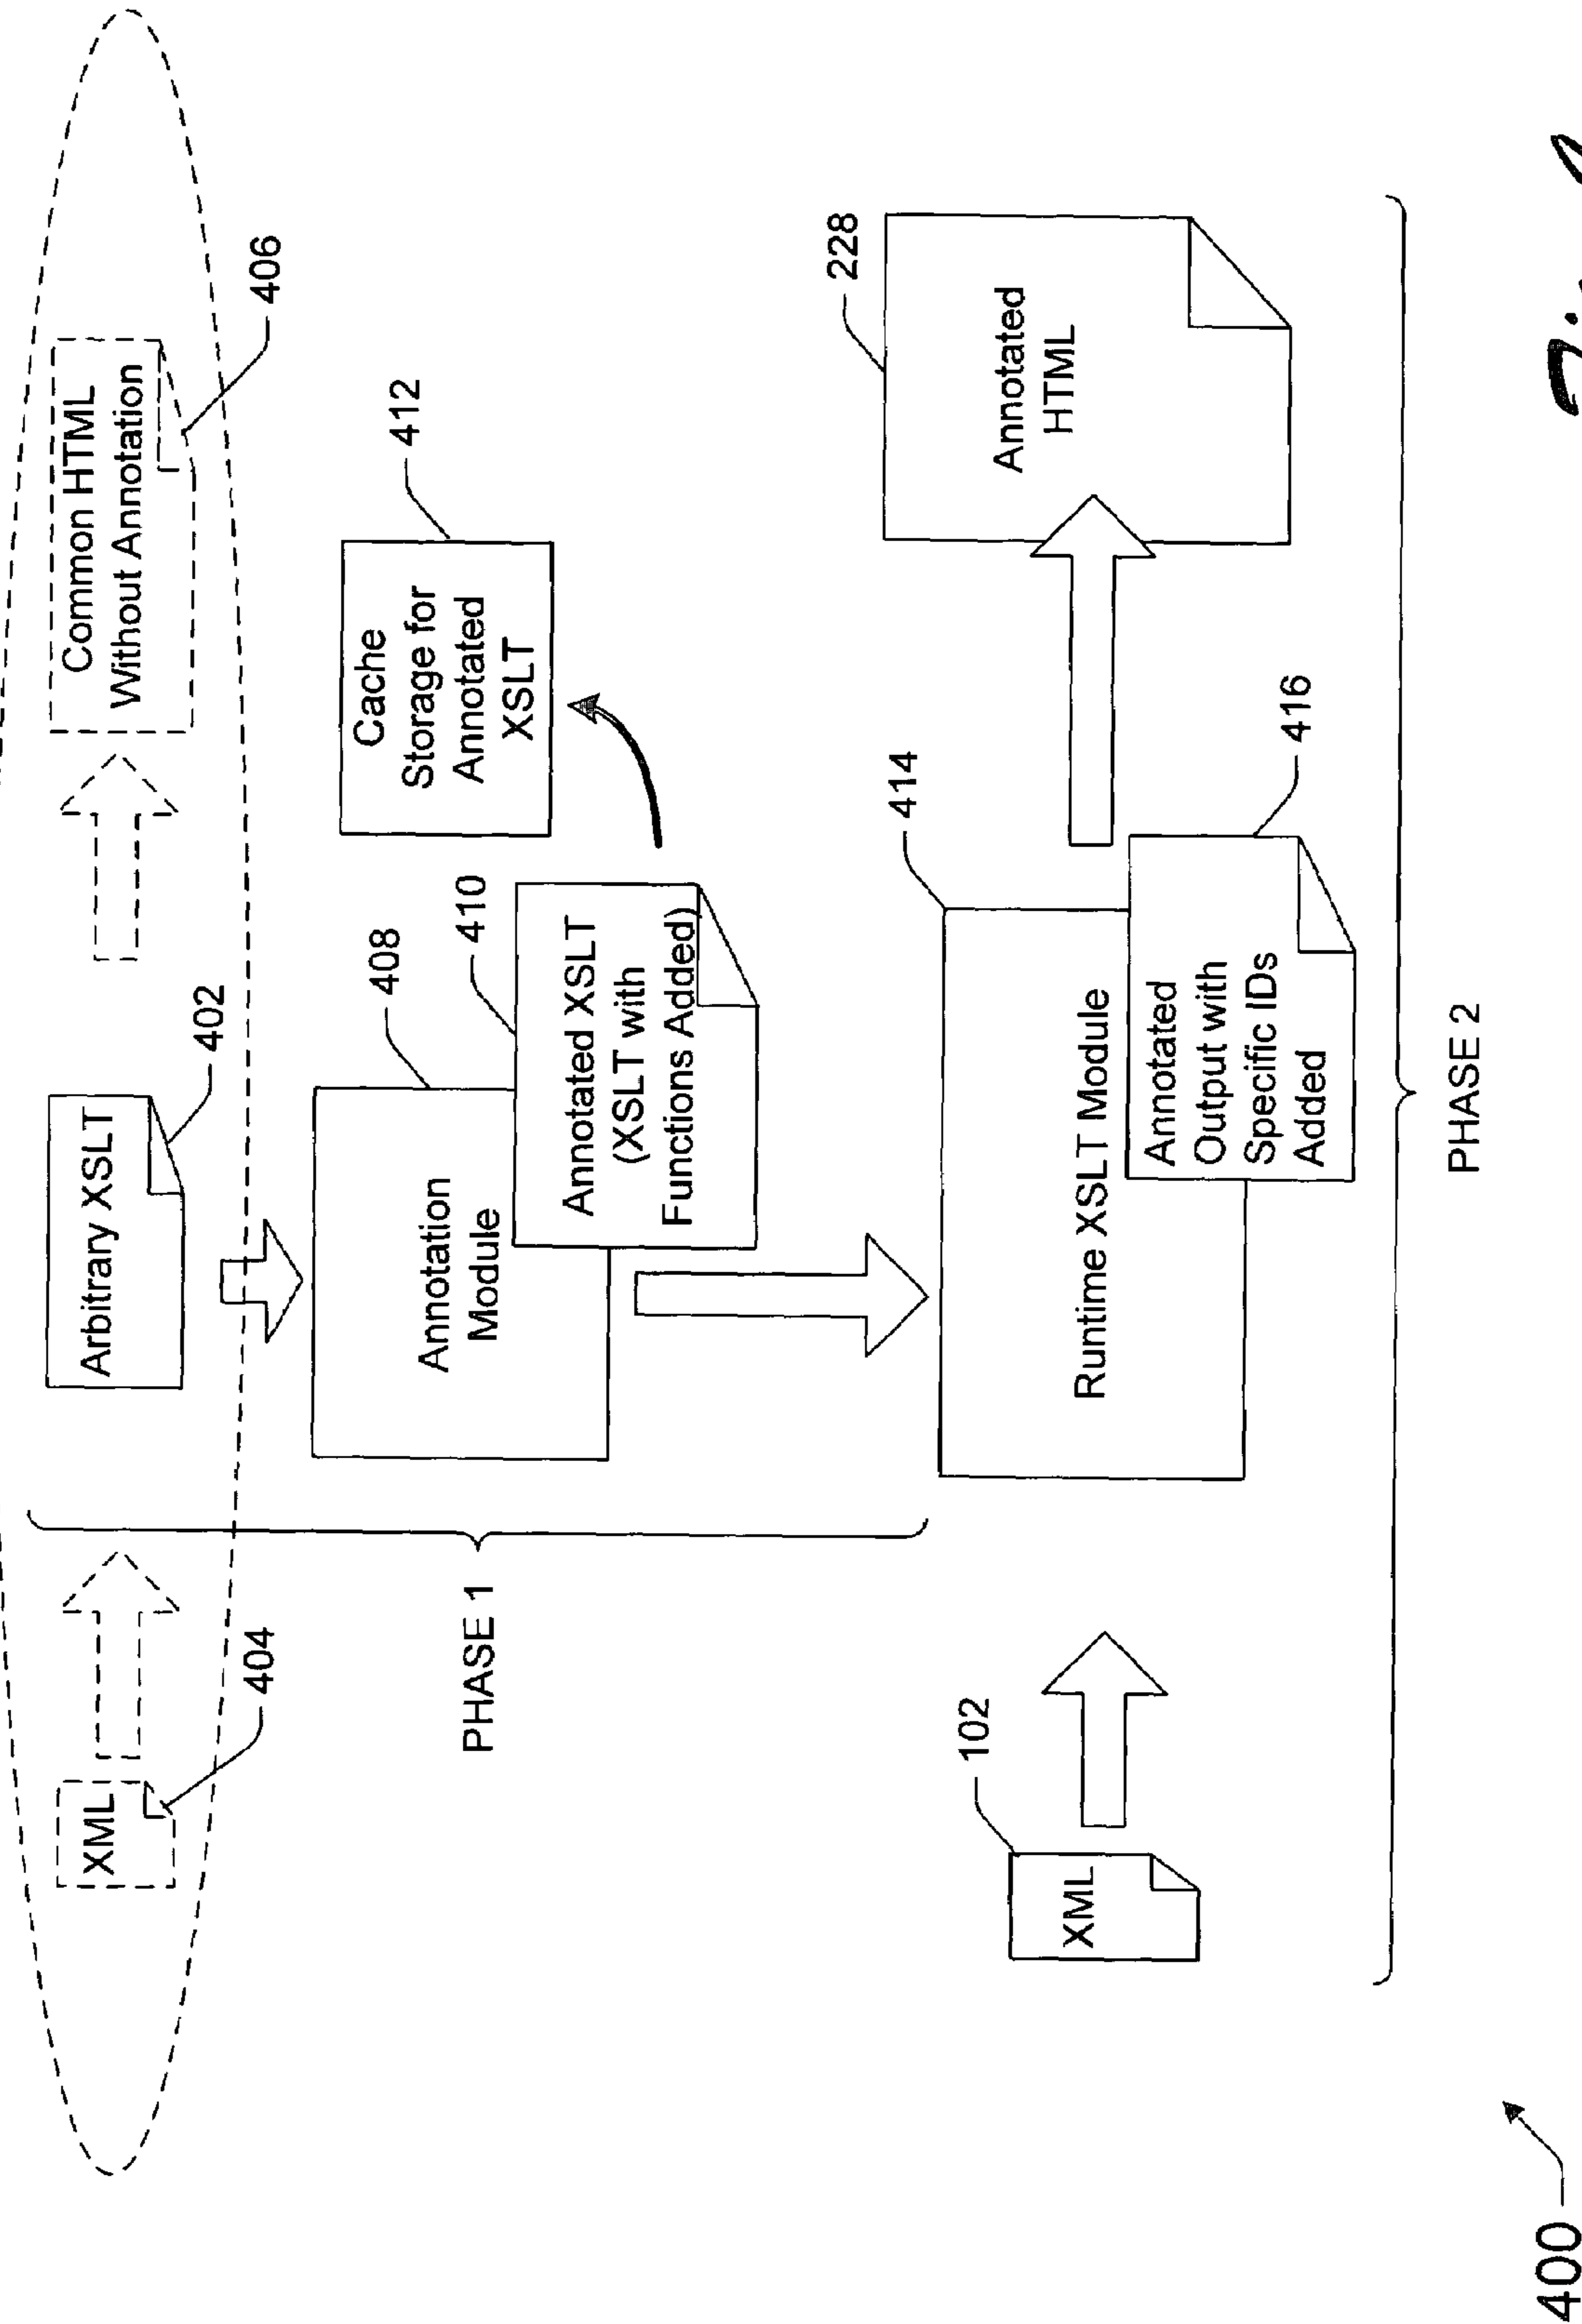 XML
404
Arbitrary XSLT
402
Common HTML
Without Annotation
406
PHASE 1
Annotation
Module
408
Annotated XSLT
(XSLT with
Functions Added)
410
Cache
Storage for
Annotated
XSLT
412
XML
102
Runtime XSLT Module
414
Annotated
Output with
Specific IDs
Added
416
Annotated
HTML
228
PHASE 2
400